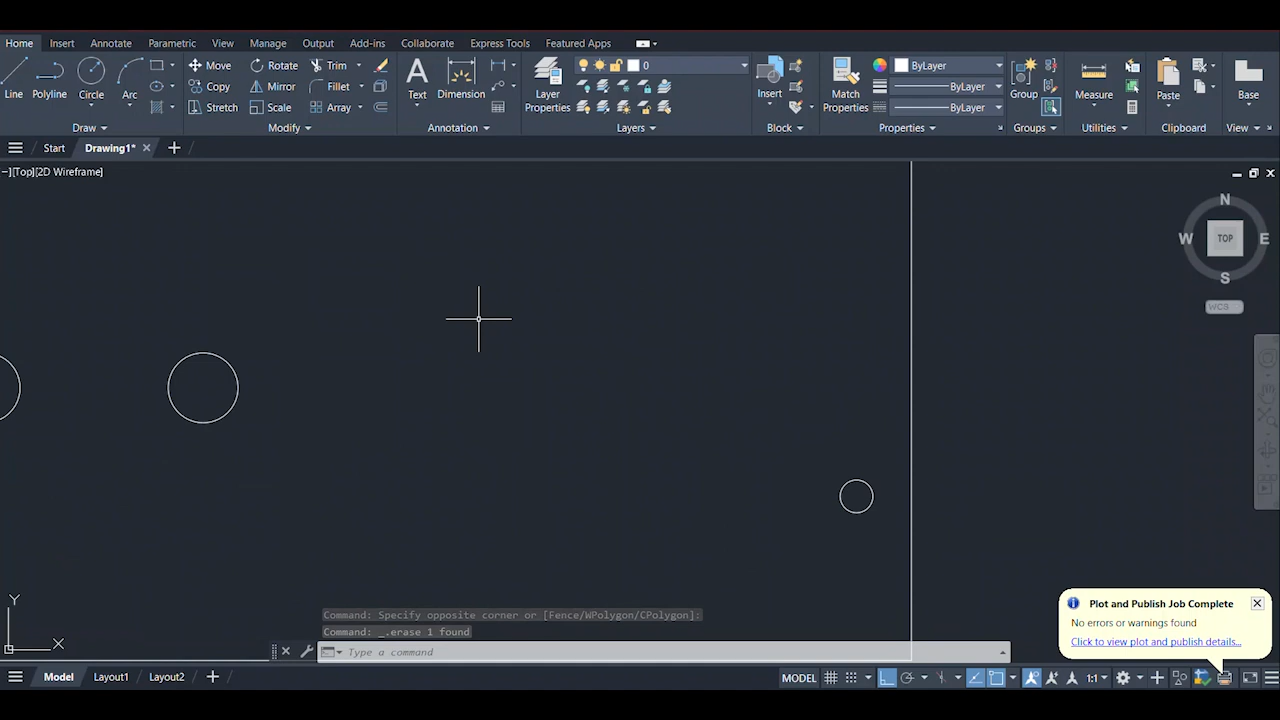 Home Insert Annotate Parametric View Manage Output Add-ins Collaborate Express Tools Featured Apps
Line Polyline Circle Arc
Move Rotate Trim
Copy Mirror Fillet
Stretch Scale Array
Text Dimension
Layer Properties
0
Insert
Match Properties
ByLayer
ByLayer
ByLayer
Group
Measure
Paste
Base
Draw Modify Annotation Layers Block Properties Groups Utilities Clipboard View
Start Drawing1*
−][Top][2D Wireframe]
N
W TOP E
S
WCS
Y
X
Command: Specify opposite corner or [Fence/WPolygon/CPolygon]:
Command: _.erase 1 found
Type a command
Plot and Publish Job Complete
No errors or warnings found
Click to view plot and publish details...
Model Layout1 Layout2
MODEL 1:1